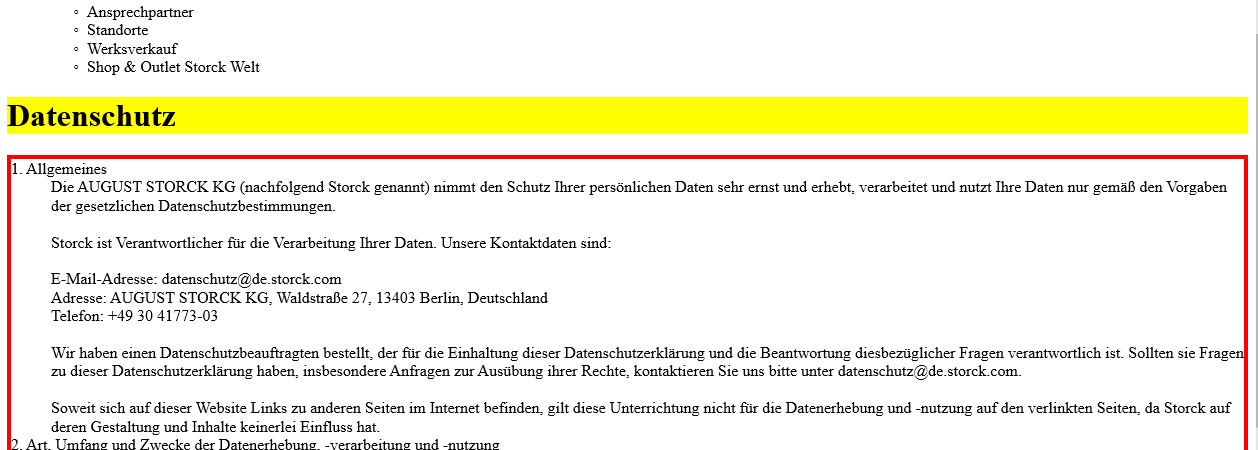 Ansprechpartner
Standorte
Werksverkauf
Shop & Outlet Storck Welt
Datenschutz
1. Allgemeines
Die AUGUST STORCK KG (nachfolgend Storck genannt) nimmt den Schutz Ihrer persönlichen Daten sehr ernst und erhebt, verarbeitet und nutzt Ihre Daten nur gemäß den Vorgaben
der gesetzlichen Datenschutzbestimmungen.
Storck ist Verantwortlicher für die Verarbeitung Ihrer Daten. Unsere Kontaktdaten sind:
E-Mail-Adresse: datenschutz@de.storck.com
Adresse: AUGUST STORCK KG, Waldstraße 27, 13403 Berlin, Deutschland
Telefon: +49 30 41773-03
Wir haben einen Datenschutzbeauftragten bestellt, der für die Einhaltung dieser Datenschutzerklärung und die Beantwortung diesbezüglicher Fragen verantwortlich ist. Sollten sie Fragen
zu dieser Datenschutzerklärung haben, insbesondere Anfragen zur Ausübung ihrer Rechte, kontaktieren Sie uns bitte unter datenschutz@de.storck.com.
Soweit sich auf dieser Website Links zu anderen Seiten im Internet befinden, gilt diese Unterrichtung nicht für die Datenerhebung und -nutzung auf den verlinkten Seiten, da Storck auf
deren Gestaltung und Inhalte keinerlei Einfluss hat.
2. Art, Umfang und Zwecke der Datenerhebung, -verarbeitung und -nutzung